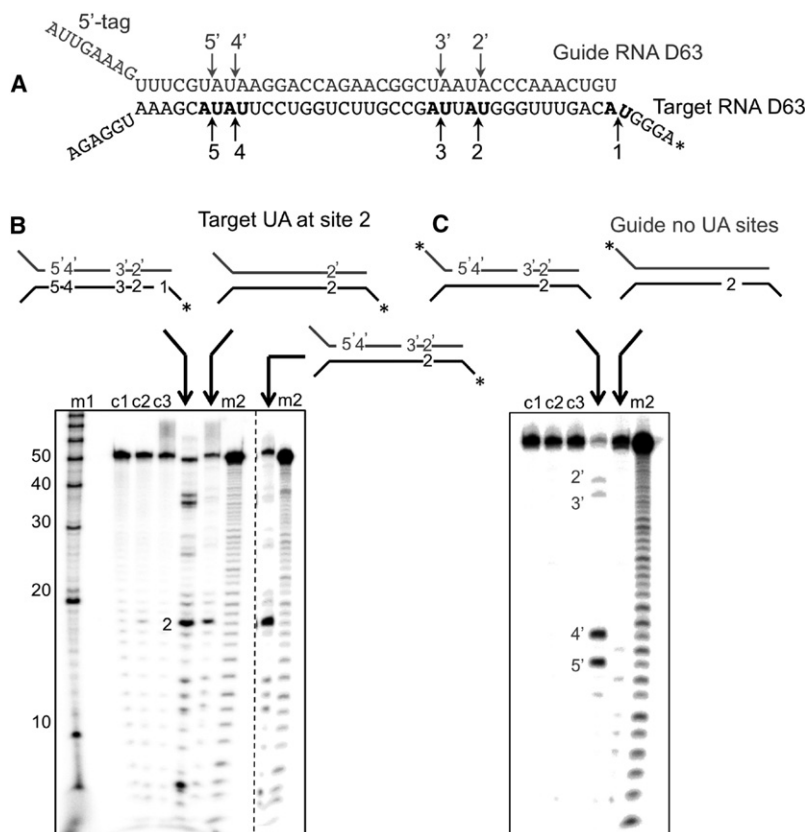 5'-tag
AUUGAAAG
5' 4' 3' 2' Guide RNA D63
A
UUUCGUAUAAGGACCAGAACGGCUAAUACCCAAACUGU
AAAGCAUAUUCCUGGUCUUGCCGAUUAUGGGUUUGACAUGGGA*
Target RNA D63
AGAGGU
5 4 3 2 1
B Target UA at site 2 C Guide no UA sites
5'4' 3'-2'
5-4 3-2 1
*
2'
2
*
5'4' 3'-2'
2
*
* 5'4' 3'-2'
2
*
2
m1 c1 c2 c3 m2 m2
50
40
30
20
10
2
c1 c2 c3 m2
2'
3'
4'
5'